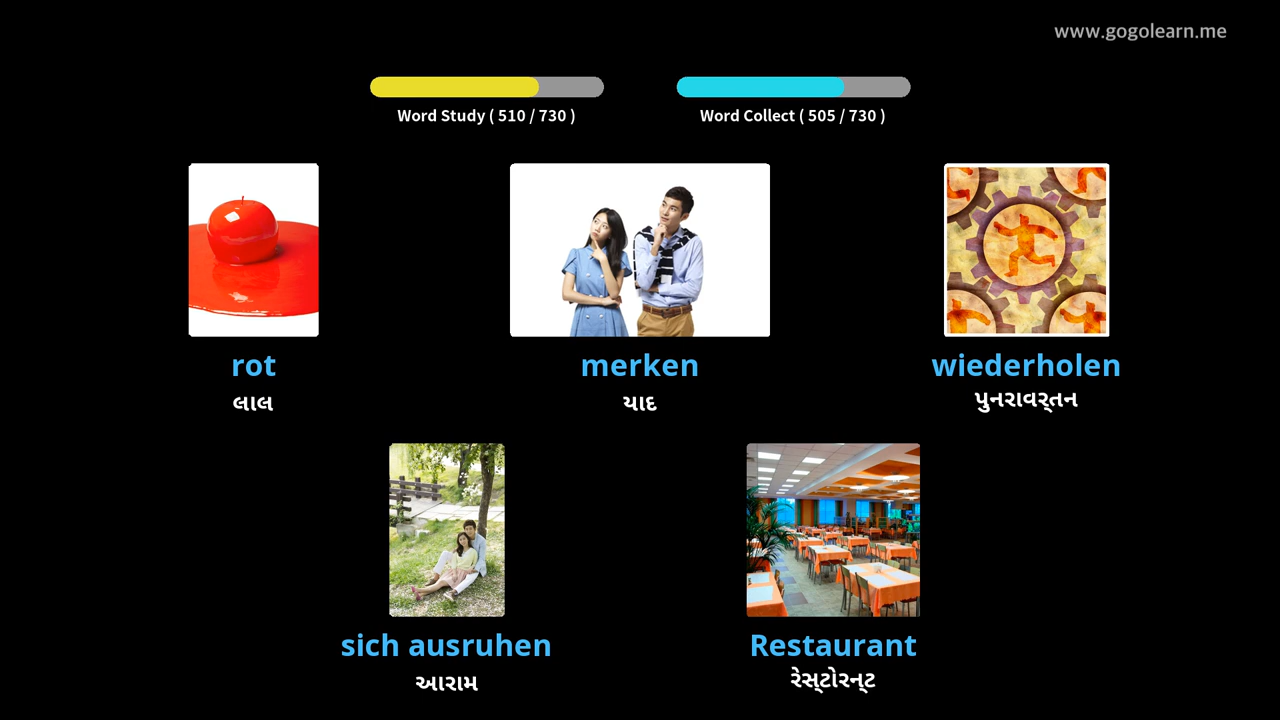 www.gogolearn.me
Word Study ( 510 / 730 )
Word Collect ( 505 / 730 )
rot
લાલ
merken
યાદ
wiederholen
પુનરાવર્તન
sich ausruhen
આરામ
Restaurant
રેસ્ટોરન્ટ